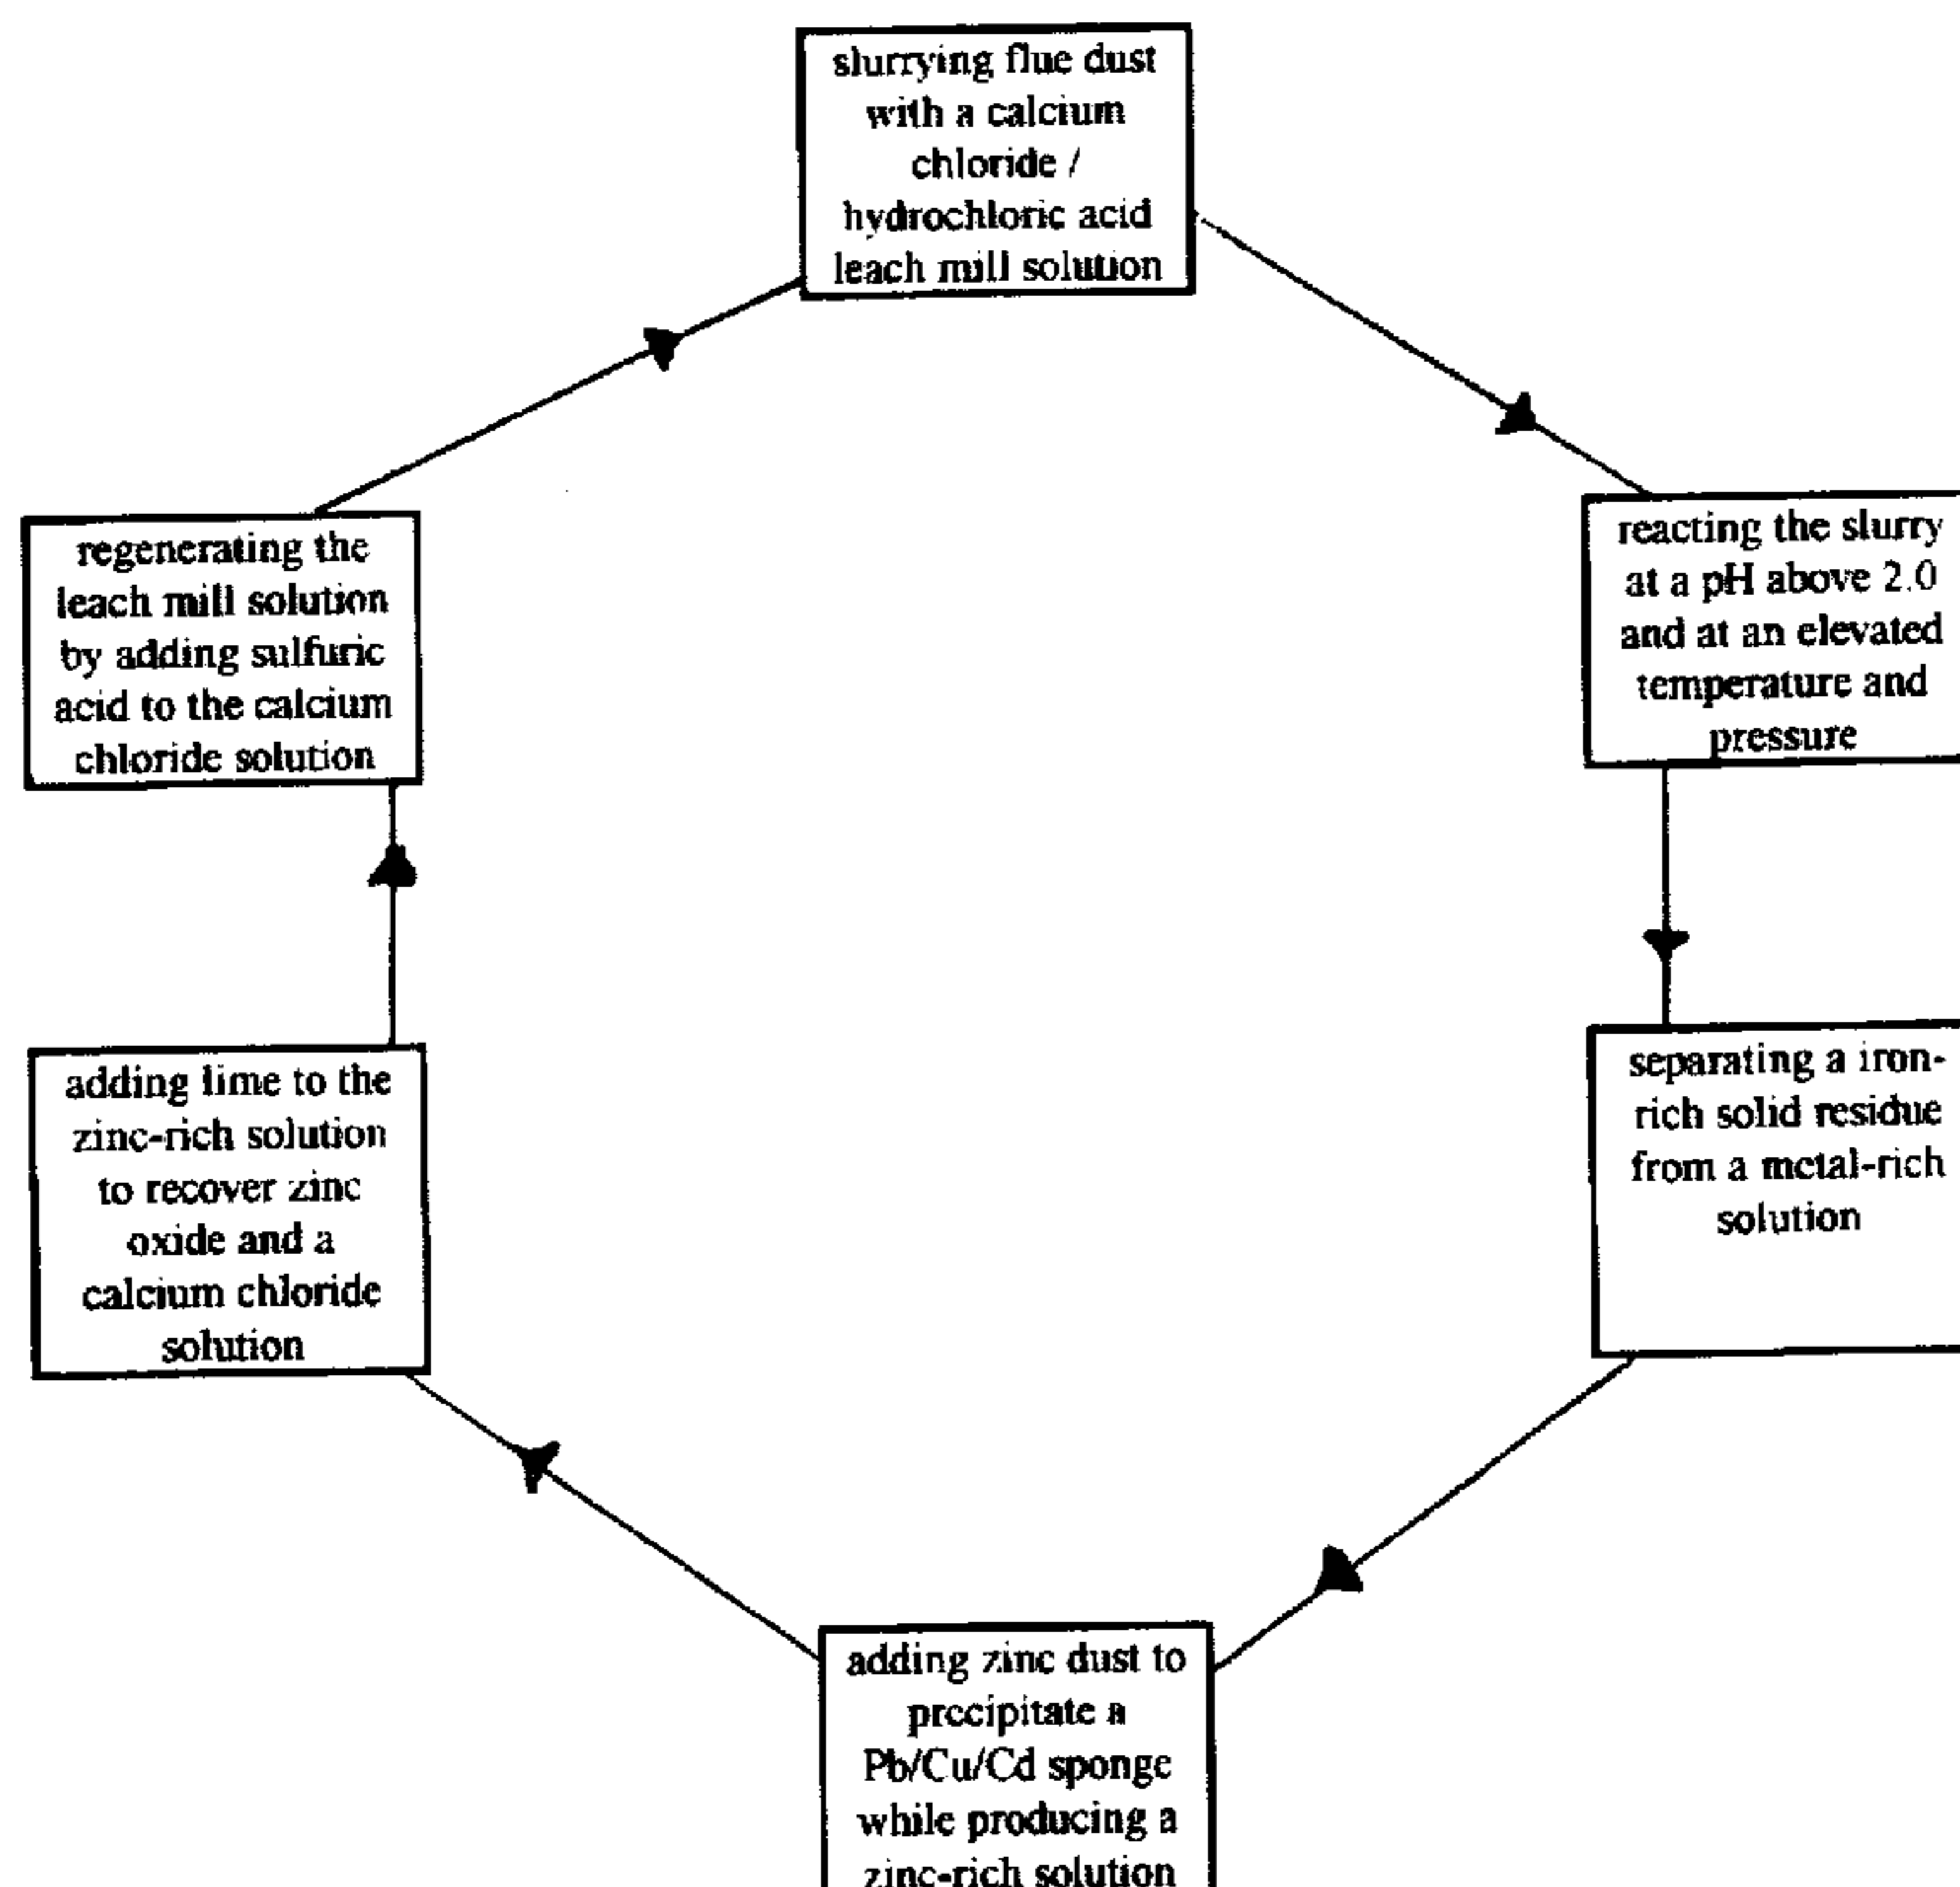 slurrying flue dust
with a calcium
chloride /
hydrochloric acid
leach mill solution
reacting the slurry
at a pH above 2.0
and at an elevated
temperature and
pressure
separating a iron-
rich solid residue
from a metal-rich
solution
adding zinc dust to
precipitate a
Pb/Cu/Cd sponge
while producing a
zinc-rich solution
adding lime to the
zinc-rich solution
to recover zinc
oxide and a
calcium chloride
solution
regenerating the
leach mill solution
by adding sulfuric
acid to the calcium
chloride solution